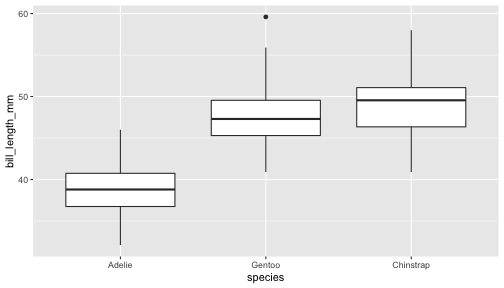 60
50
40
bill_length_mm
Adelie
Gentoo
Chinstrap
species